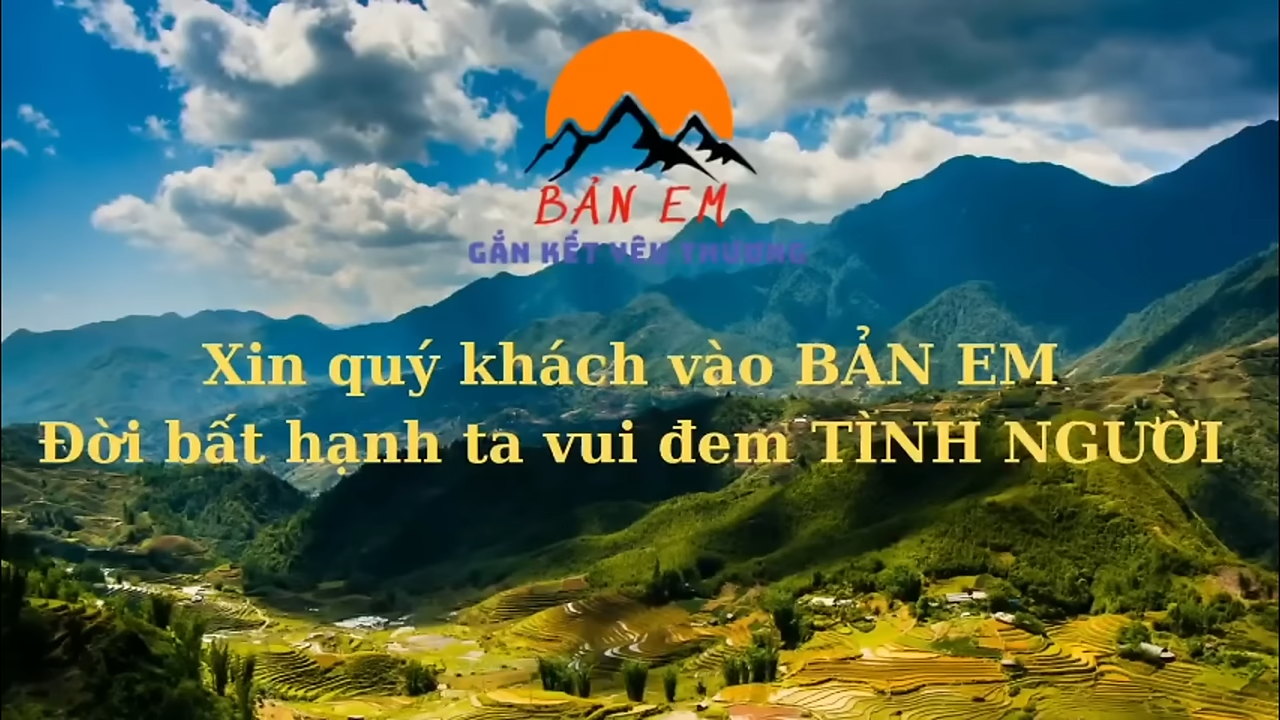 BẢN EM
GẮN KẾT YÊU THƯƠNG
Xin quý khách vào BẢN EM
Đời bất hạnh ta vui đem TÌNH NGƯỜI